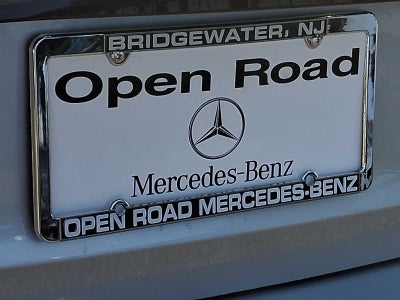 BRIDGEWATER, NJ
Open Road
Mercedes-Benz
OPEN ROAD MERCEDES-BENZ